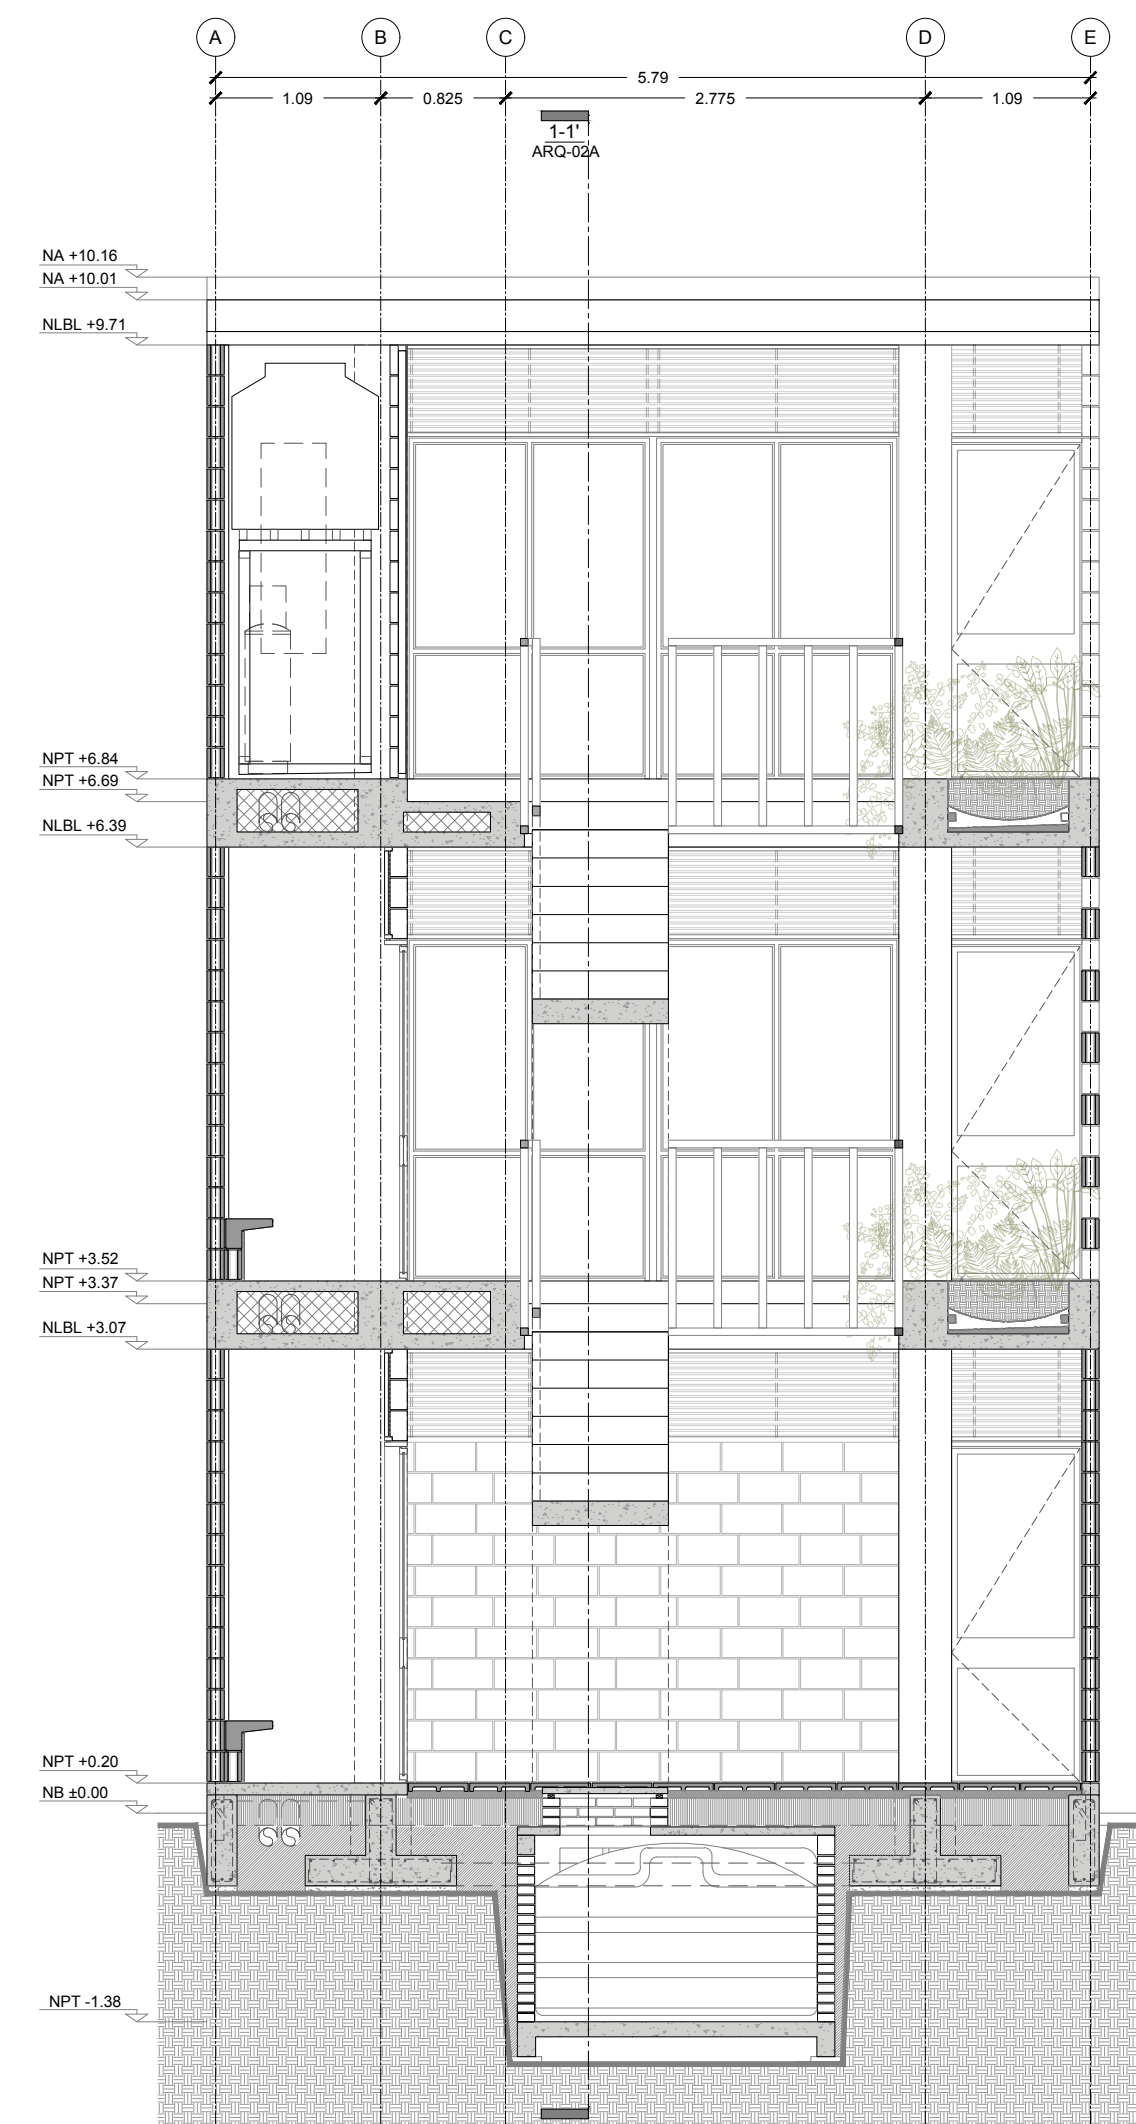 A B C D E
5.79
1.09 0.825 2.775 1.09
1-1'
ARQ-02A
NA +10.16
NA +10.01
NLBL +9.71
NPT +6.84
NPT +6.69
NLBL +6.39
NPT +3.52
NPT +3.37
NLBL +3.07
NPT +0.20
NB ±0.00
NPT -1.38